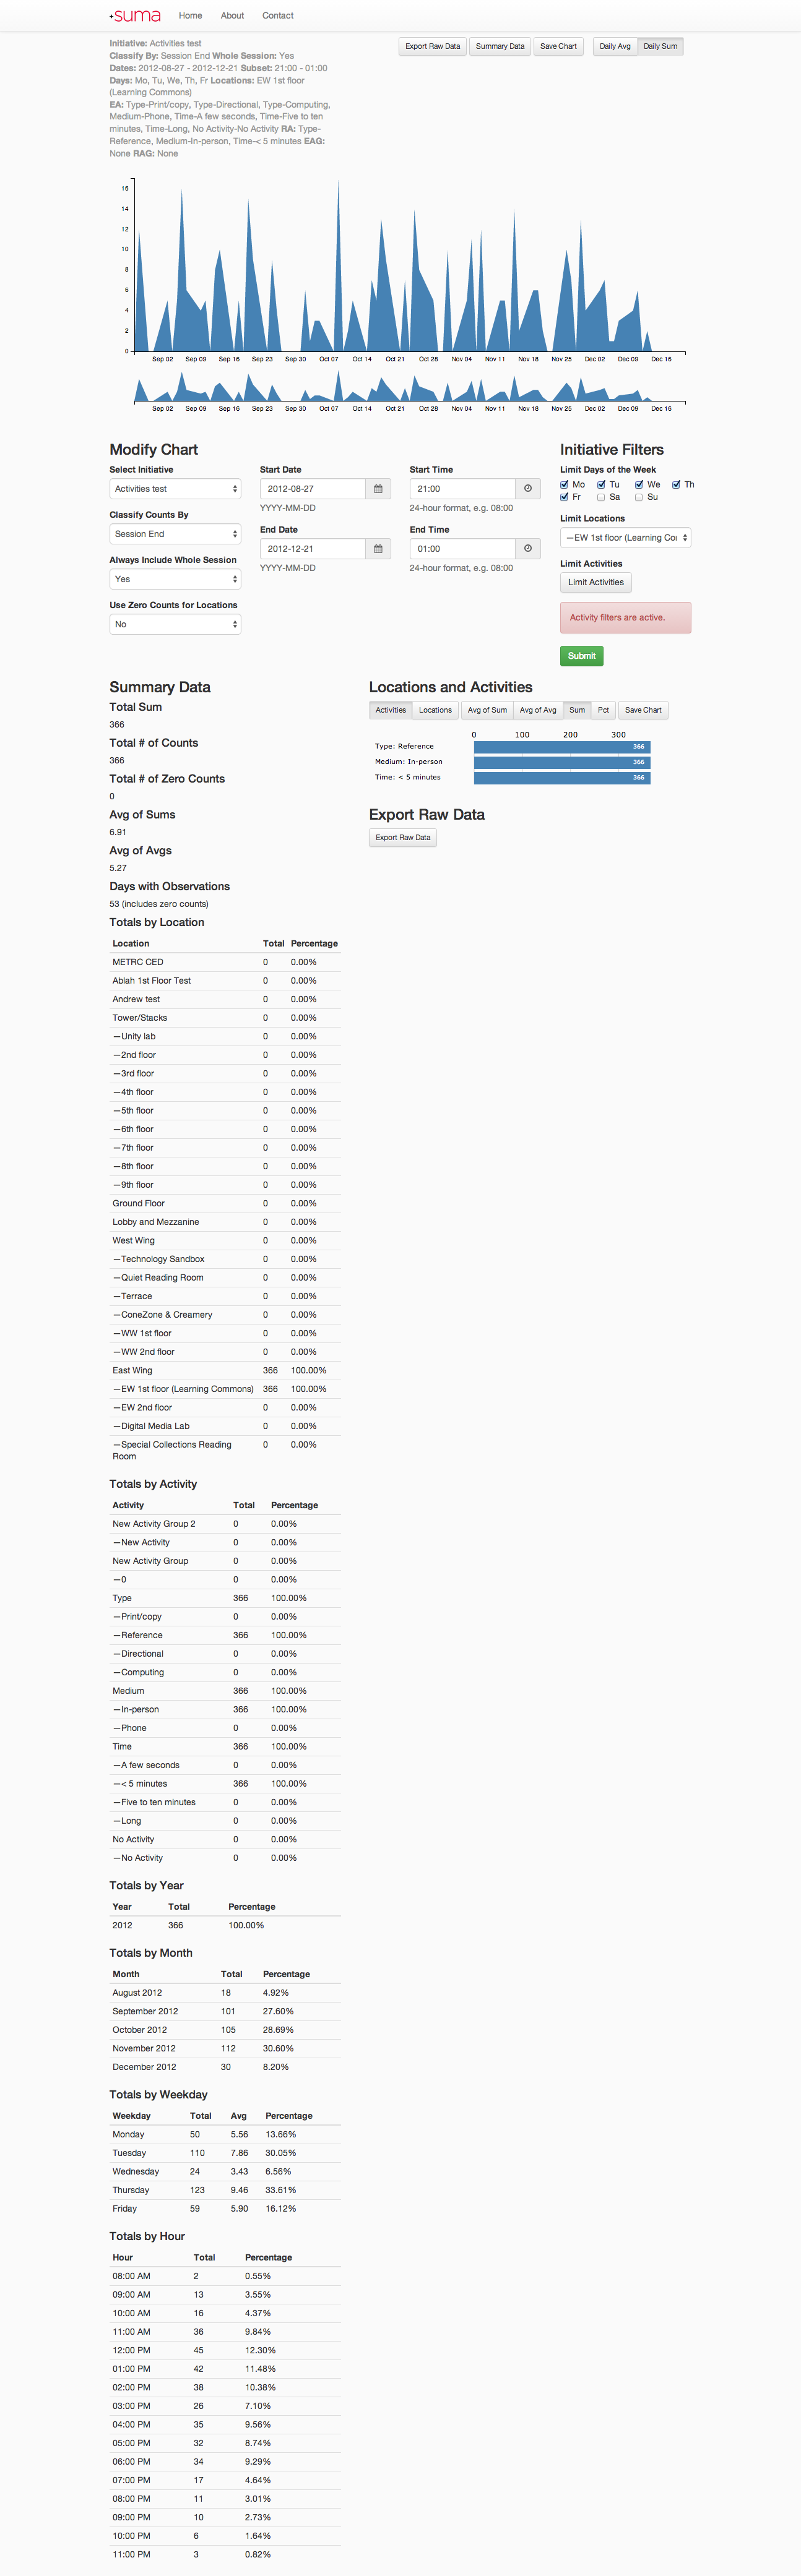 +suma Home About Contact
Initiative: Activities test
Classify By: Session End Whole Session: Yes
Dates: 2012-08-27 - 2012-12-21 Subset: 21:00 - 01:00
Days: Mo, Tu, We, Th, Fr Locations: EW 1st floor
(Learning Commons)
EA: Type-Print/copy, Type-Directional, Type-Computing,
Medium-Phone, Time-A few seconds, Time-Five to ten
minutes, Time-Long, No Activity-No Activity RA: Type-
Reference, Medium-In-person, Time-< 5 minutes EAG:
None RAG: None
Export Raw Data Summary Data Save Chart Daily Avg Daily Sum
16
14
12
10
8
6
4
2
0
Sep 02 Sep 09 Sep 16 Sep 23 Sep 30 Oct 07 Oct 14 Oct 21 Oct 28 Nov 04 Nov 11 Nov 18 Nov 25 Dec 02 Dec 09 Dec 16
Sep 02 Sep 09 Sep 16 Sep 23 Sep 30 Oct 07 Oct 14 Oct 21 Oct 28 Nov 04 Nov 11 Nov 18 Nov 25 Dec 02 Dec 09 Dec 16
Modify Chart
Select Initiative
Activities test
Classify Counts By
Session End
Always Include Whole Session
Yes
Use Zero Counts for Locations
No
Start Date
2012-08-27
YYYY-MM-DD
End Date
2012-12-21
YYYY-MM-DD
Start Time
21:00
24-hour format, e.g. 08:00
End Time
01:00
24-hour format, e.g. 08:00
Initiative Filters
Limit Days of the Week
Mo Tu We Th
Fr Sa Su
Limit Locations
—EW 1st floor (Learning Co
Limit Activities
Limit Activities
Activity filters are active.
Submit
Summary Data
Total Sum
366
Total # of Counts
366
Total # of Zero Counts
0
Avg of Sums
6.91
Avg of Avgs
5.27
Days with Observations
53 (includes zero counts)
Locations and Activities
Activities Locations Avg of Sum Avg of Avg Sum Pct Save Chart
0 100 200 300
Type: Reference 366
Medium: In-person 366
Time: < 5 minutes 366
Export Raw Data
Export Raw Data
Totals by Location
Location Total Percentage
METRC CED 0 0.00%
Ablah 1st Floor Test 0 0.00%
Andrew test 0 0.00%
Tower/Stacks 0 0.00%
—Unity lab 0 0.00%
—2nd floor 0 0.00%
—3rd floor 0 0.00%
—4th floor 0 0.00%
—5th floor 0 0.00%
—6th floor 0 0.00%
—7th floor 0 0.00%
—8th floor 0 0.00%
—9th floor 0 0.00%
Ground Floor 0 0.00%
Lobby and Mezzanine 0 0.00%
West Wing 0 0.00%
—Technology Sandbox 0 0.00%
—Quiet Reading Room 0 0.00%
—Terrace 0 0.00%
—ConeZone & Creamery 0 0.00%
—WW 1st floor 0 0.00%
—WW 2nd floor 0 0.00%
East Wing 366 100.00%
—EW 1st floor (Learning Commons) 366 100.00%
—EW 2nd floor 0 0.00%
—Digital Media Lab 0 0.00%
—Special Collections Reading 0 0.00%
Room
Totals by Activity
Activity Total Percentage
New Activity Group 2 0 0.00%
—New Activity 0 0.00%
New Activity Group 0 0.00%
—0 0 0.00%
Type 366 100.00%
—Print/copy 0 0.00%
—Reference 366 100.00%
—Directional 0 0.00%
—Computing 0 0.00%
Medium 366 100.00%
—In-person 366 100.00%
—Phone 0 0.00%
Time 366 100.00%
—A few seconds 0 0.00%
—< 5 minutes 366 100.00%
—Five to ten minutes 0 0.00%
—Long 0 0.00%
No Activity 0 0.00%
—No Activity 0 0.00%
Totals by Year
Year Total Percentage
2012 366 100.00%
Totals by Month
Month Total Percentage
August 2012 18 4.92%
September 2012 101 27.60%
October 2012 105 28.69%
November 2012 112 30.60%
December 2012 30 8.20%
Totals by Weekday
Weekday Total Avg Percentage
Monday 50 5.56 13.66%
Tuesday 110 7.86 30.05%
Wednesday 24 3.43 6.56%
Thursday 123 9.46 33.61%
Friday 59 5.90 16.12%
Totals by Hour
Hour Total Percentage
08:00 AM 2 0.55%
09:00 AM 13 3.55%
10:00 AM 16 4.37%
11:00 AM 36 9.84%
12:00 PM 45 12.30%
01:00 PM 42 11.48%
02:00 PM 38 10.38%
03:00 PM 26 7.10%
04:00 PM 35 9.56%
05:00 PM 32 8.74%
06:00 PM 34 9.29%
07:00 PM 17 4.64%
08:00 PM 11 3.01%
09:00 PM 10 2.73%
10:00 PM 6 1.64%
11:00 PM 3 0.82%